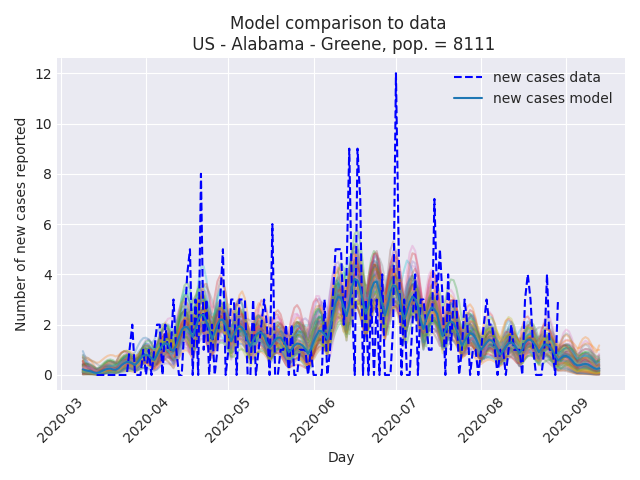 Model comparison to data
US - Alabama - Greene, pop. = 8111
new cases data
new cases model
Number of new cases reported
12
10
8
6
4
2
0
2020-03
2020-04
2020-05
2020-06
2020-07
2020-08
2020-09
Day